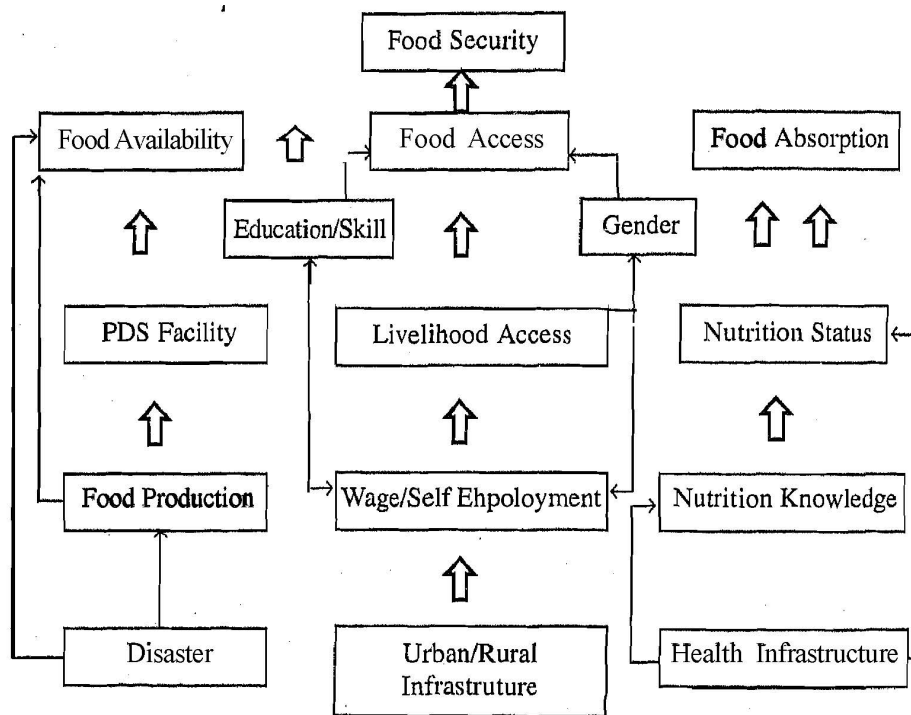 Food Security
Food Availability
Food Access
Food Absorption
Education/Skill
Gender
PDS Facility
Livelihood Access
Nutrition Status
Food Production
Wage/Self Ehpoloyment
Nutrition Knowledge
Disaster
Urban/Rural
Infrastruture
Health Infrastructure